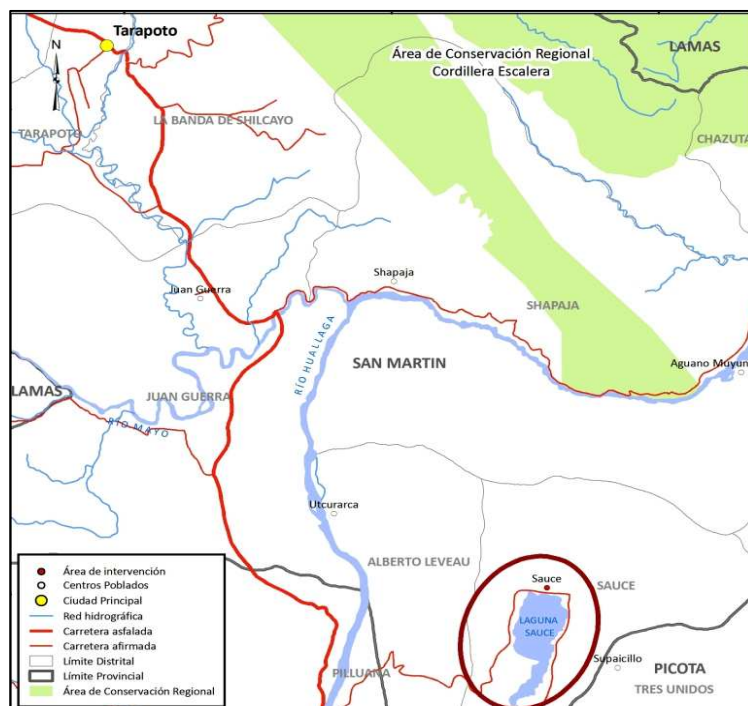 Tarapoto
N
Área de Conservación Regional
Cordillera Escalera
LAMAS
TARAPOTO
LA BANDA DE SHILCAYO
CHAZUTA
Juan Guerra
Shapaja
SHAPAJA
RÍO HUALLAGA
SAN MARTIN
Aguano Muyuna
LAMAS
JUAN GUERRA
RÍO MAYO
Utcurarca
ALBERTO LEVEAU
Sauce
SAUCE
LAGUNA
SAUCE
Supaicillo
PICOTA
TRES UNIDOS
PILLUANA
Área de intervención
Centros Poblados
Ciudad Principal
Red hidrográfica
Carretera asfalada
Carretera afirmada
Límite Distrital
Límite Provincial
Área de Conservación Regional